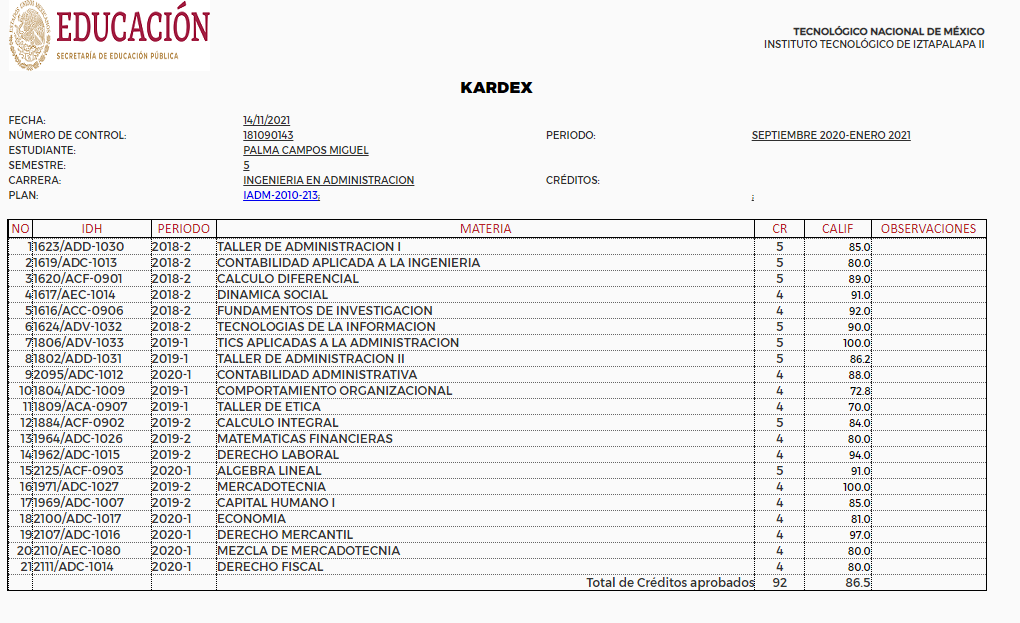 EDUCACIÓN
SECRETARÍA DE EDUCACIÓN PÚBLICA
TECNOLÓGICO NACIONAL DE MÉXICO
INSTITUTO TECNOLÓGICO DE IZTAPALAPA II
KARDEX
FECHA: 14/11/2021
NÚMERO DE CONTROL: 181090143 PERIODO: SEPTIEMBRE 2020-ENERO 2021
ESTUDIANTE: PALMA CAMPOS MIGUEL
SEMESTRE: 5
CARRERA: INGENIERIA EN ADMINISTRACION CRÉDITOS:
PLAN: IADM-2010-213;
NO IDH PERIODO MATERIA CR CALIF OBSERVACIONES
1 1623/ADD-1030 2018-2 TALLER DE ADMINISTRACION I 5 85.0
2 1619/ADC-1013 2018-2 CONTABILIDAD APLICADA A LA INGENIERIA 5 80.0
3 1620/ACF-0901 2018-2 CALCULO DIFERENCIAL 5 89.0
4 1617/AEC-1014 2018-2 DINAMICA SOCIAL 4 91.0
5 1616/ACC-0906 2018-2 FUNDAMENTOS DE INVESTIGACION 4 92.0
6 1624/ADV-1032 2018-2 TECNOLOGIAS DE LA INFORMACION 5 90.0
7 1806/ADV-1033 2019-1 TICS APLICADAS A LA ADMINISTRACION 5 100.0
8 1802/ADD-1031 2019-1 TALLER DE ADMINISTRACION II 5 86.2
9 2095/ADC-1012 2020-1 CONTABILIDAD ADMINISTRATIVA 4 88.0
10 1804/ADC-1009 2019-1 COMPORTAMIENTO ORGANIZACIONAL 4 72.8
11 1809/ACA-0907 2019-1 TALLER DE ETICA 4 70.0
12 1884/ACF-0902 2019-2 CALCULO INTEGRAL 5 84.0
13 1964/ADC-1026 2019-2 MATEMATICAS FINANCIERAS 4 80.0
14 1962/ADC-1015 2019-2 DERECHO LABORAL 4 94.0
15 2125/ACF-0903 2020-1 ALGEBRA LINEAL 5 91.0
16 1971/ADC-1027 2019-2 MERCADOTECNIA 4 100.0
17 1969/ADC-1007 2019-2 CAPITAL HUMANO I 4 85.0
18 2100/ADC-1017 2020-1 ECONOMIA 4 81.0
19 2107/ADC-1016 2020-1 DERECHO MERCANTIL 4 97.0
20 2110/AEC-1080 2020-1 MEZCLA DE MERCADOTECNIA 4 80.0
21 2111/ADC-1014 2020-1 DERECHO FISCAL 4 80.0
Total de Créditos aprobados 92 86.5